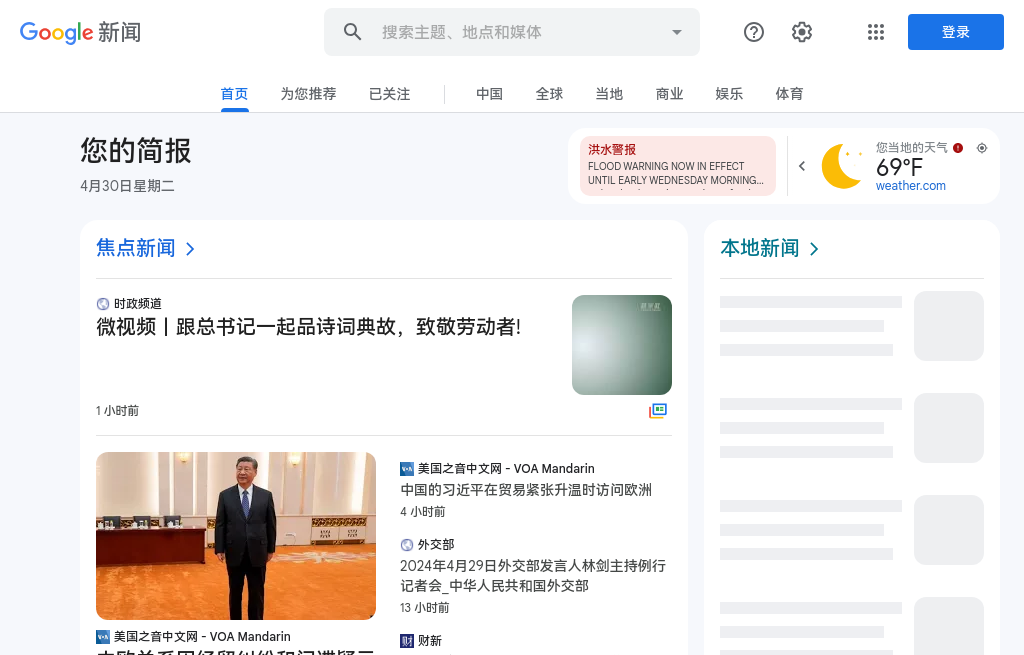 Google 新闻
搜索主题、地点和媒体
登录
首页
为您推荐
已关注
中国
全球
当地
商业
娱乐
体育
您的简报
4月30日星期二
洪水警报
FLOOD WARNING NOW IN EFFECT
UNTIL EARLY WEDNESDAY MORNING...
您当地的天气
69°F
weather.com
焦点新闻
本地新闻
时政频道
微视频丨跟总书记一起品诗词典故，致敬劳动者!
1 小时前
美国之音中文网 - VOA Mandarin
中国的习近平在贸易紧张升温时访问欧洲
4 小时前
外交部
2024年4月29日外交部发言人林剑主持例行
记者会_中华人民共和国外交部
13 小时前
财新
美国之音中文网 - VOA Mandarin